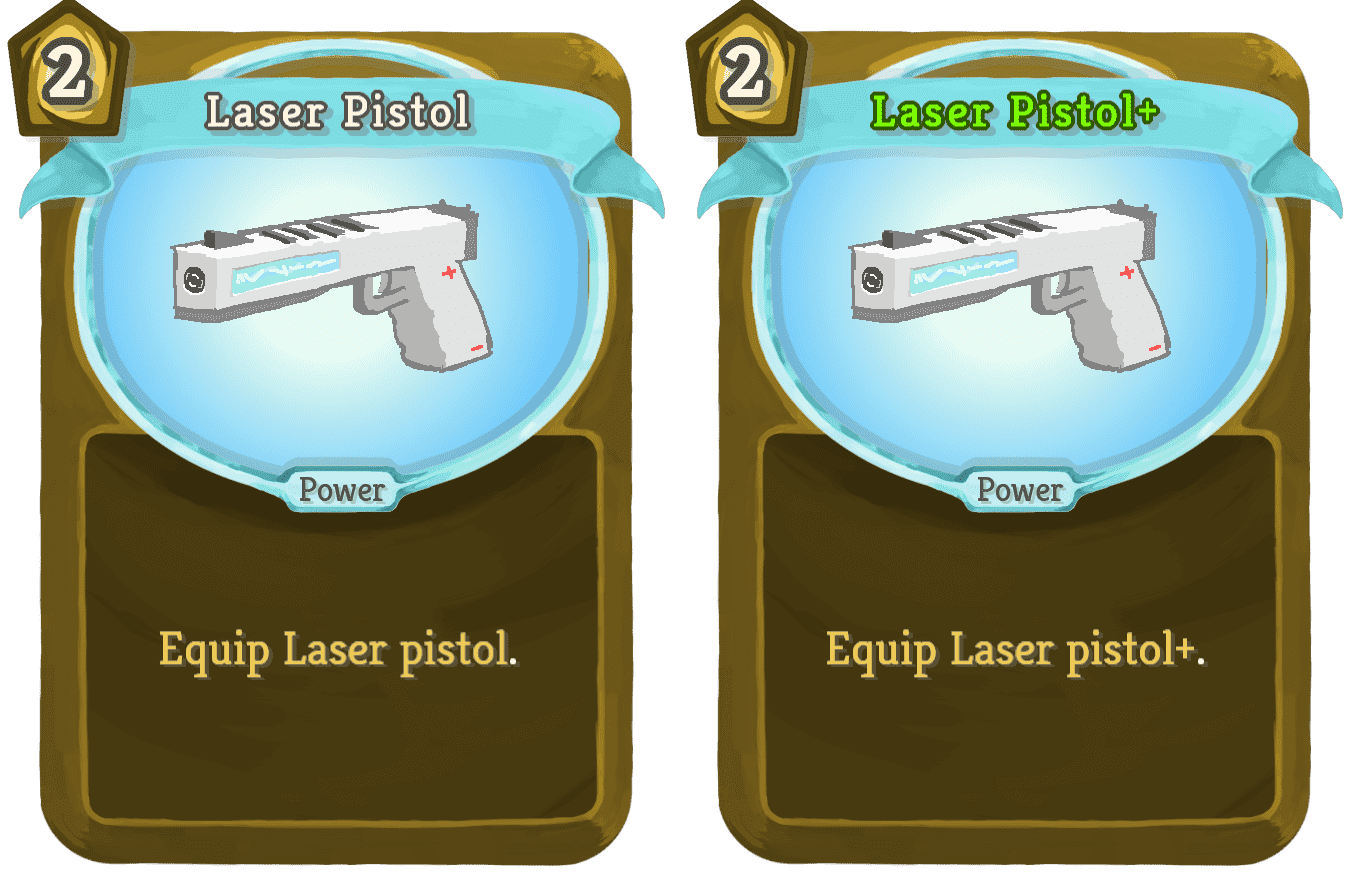 2
Laser Pistol
Power
Equip Laser pistol.
2
Laser Pistol+
Power
Equip Laser pistol+.